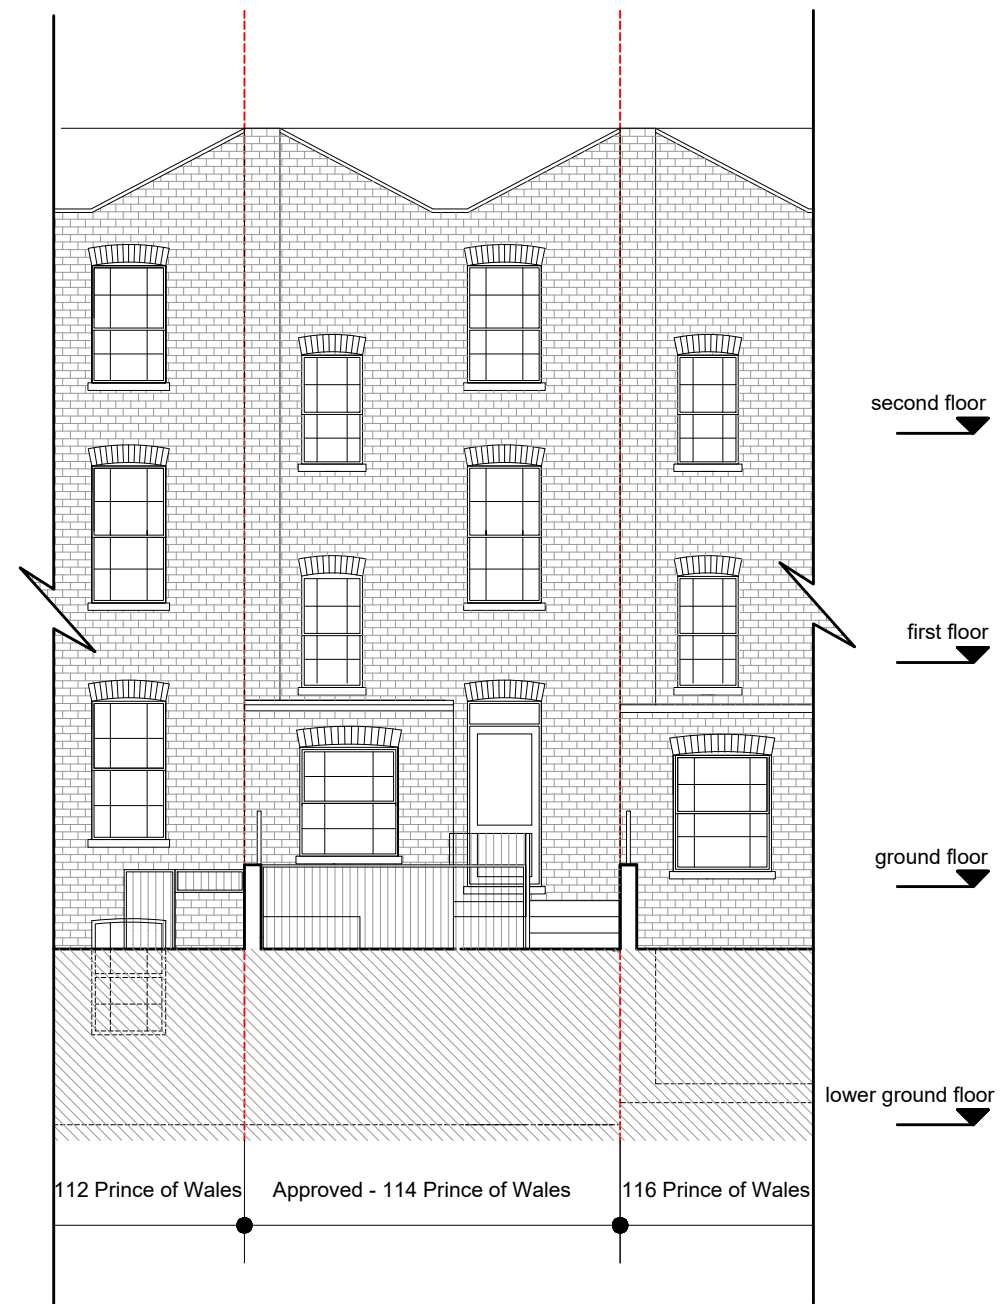 second floor
first floor
ground floor
lower ground floor
112 Prince of Wales
Approved - 114 Prince of Wales
116 Prince of Wales